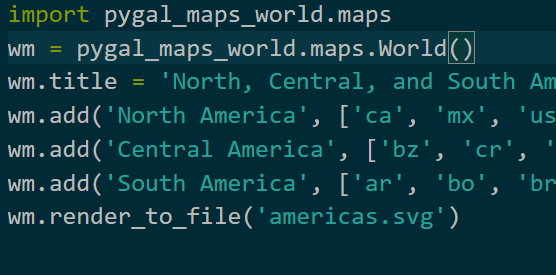 import pygal_maps_world.maps
wm = pygal_maps_world.maps.World()
wm.title = 'North, Central, and South Am
wm.add('North America', ['ca', 'mx', 'us
wm.add('Central America', ['bz', 'cr', '
wm.add('South America', ['ar', 'bo', 'br
wm.render_to_file('americas.svg')